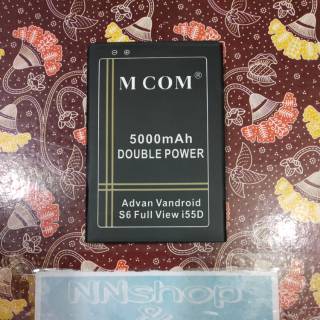 M COM®
5000mAh
DOUBLE POWER
Advan Vandroid
S6 Full View i55D
NNshop
&